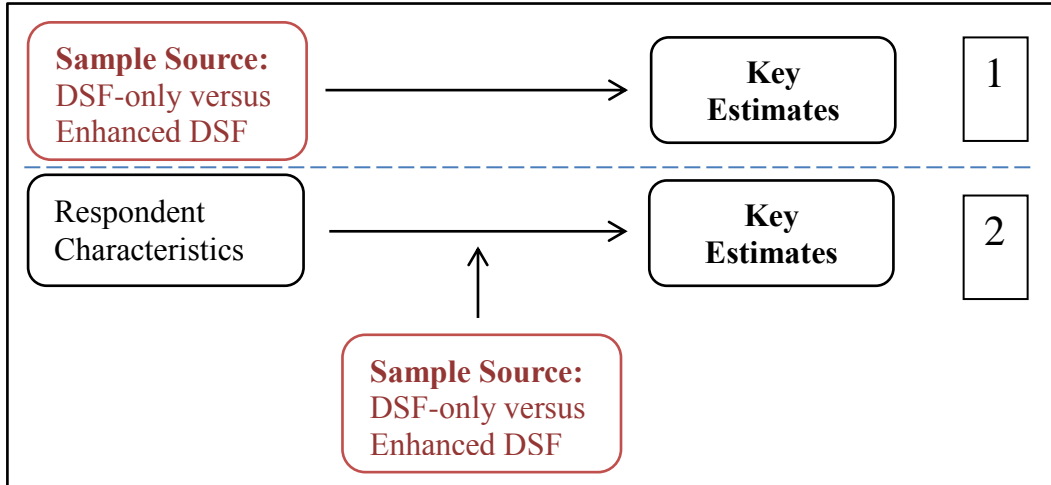 Sample Source:
DSF-only versus
Enhanced DSF
Key
Estimates
1
Respondent
Characteristics
Key
Estimates
2
Sample Source:
DSF-only versus
Enhanced DSF